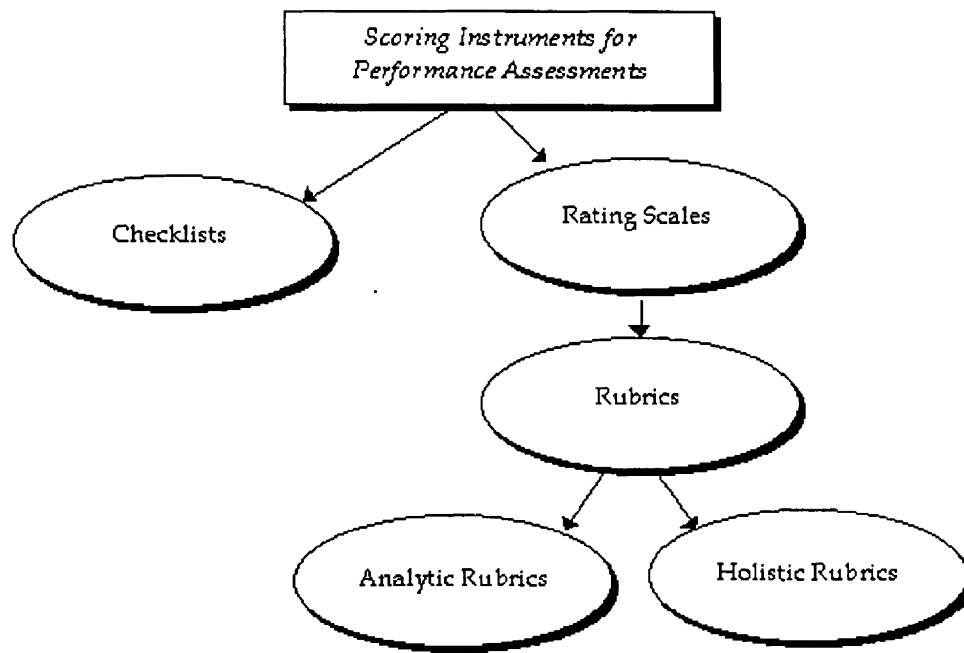 Scoring Instruments for
Performance Assessments
Checklists
Rating Scales
Rubrics
Analytic Rubrics
Holistic Rubrics